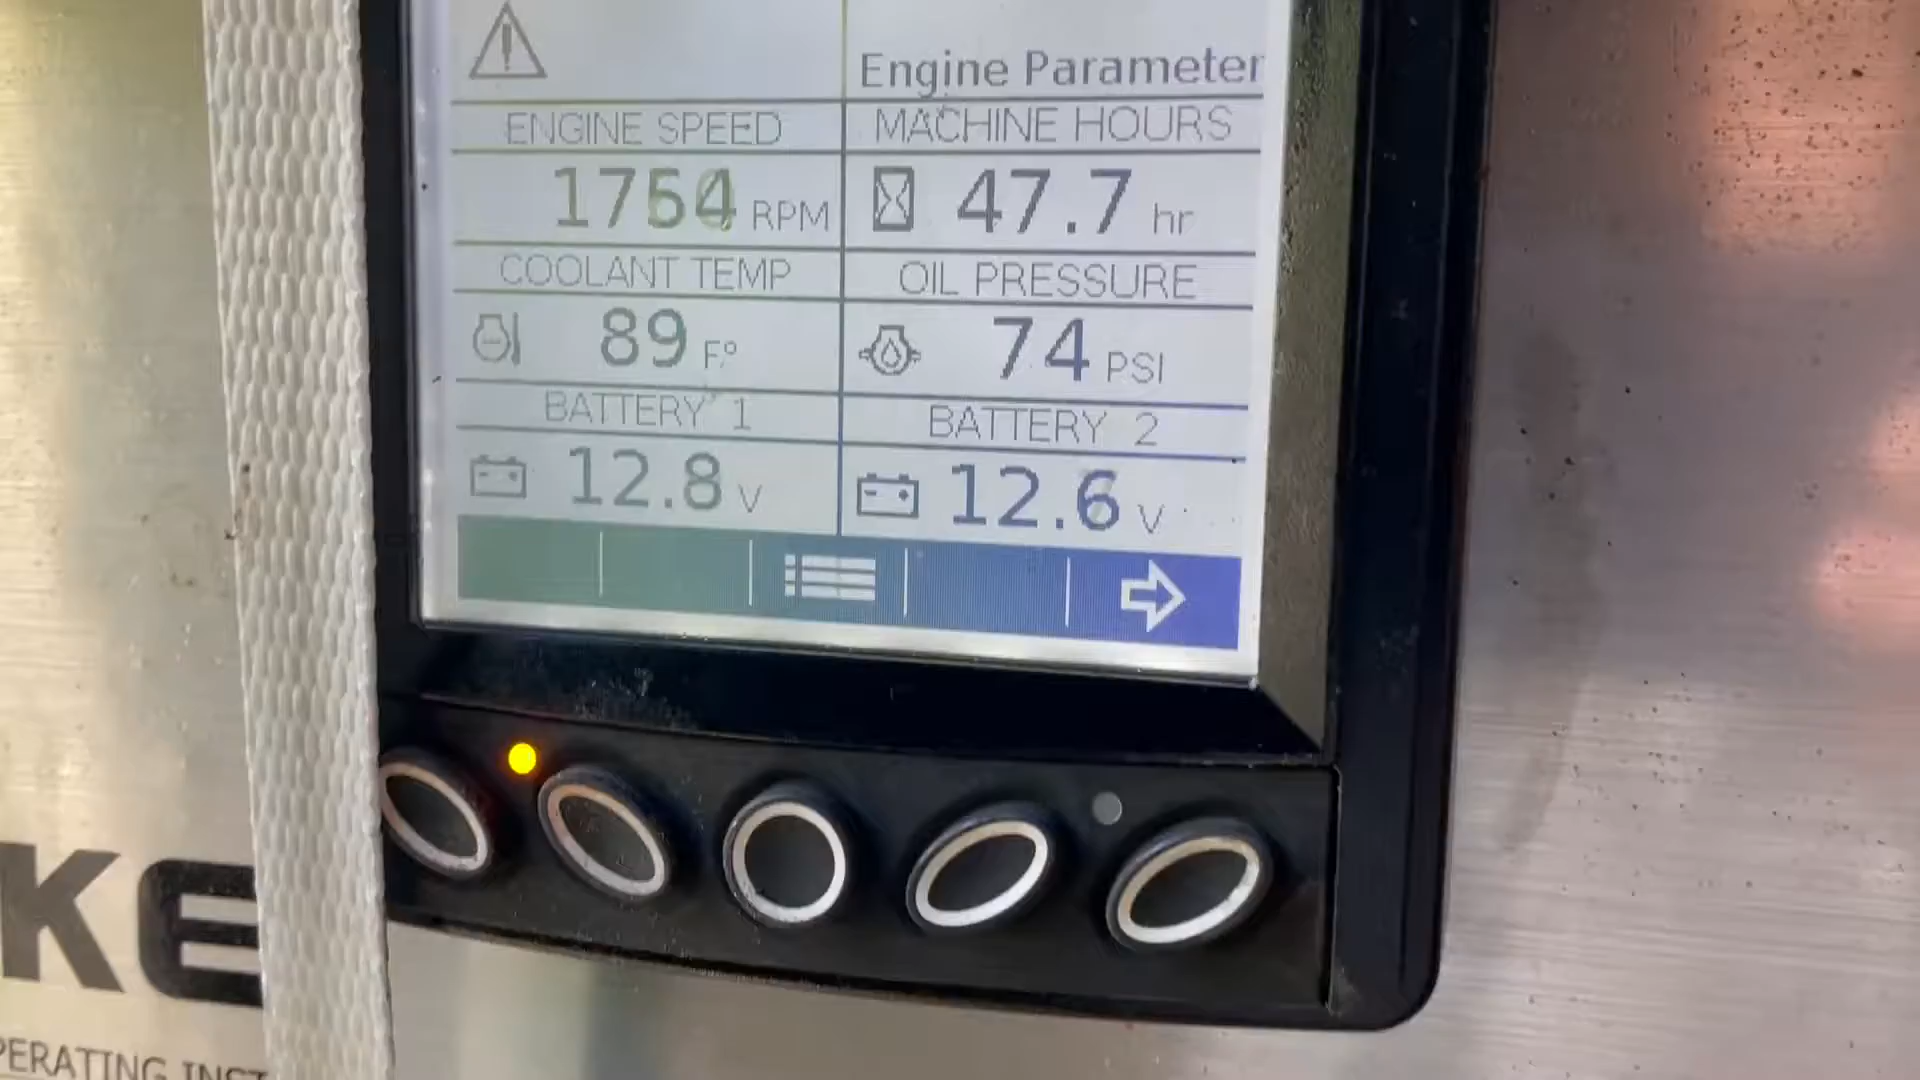 Engine Parameter
ENGINE SPEED
MACHINE HOURS
RPM
47.7 hr
COOLANT TEMP
OIL PRESSURE
89 F°
74 PSI
BATTERY 1
BATTERY 2
12.8 V
12.6 V
KE
PERATING INST